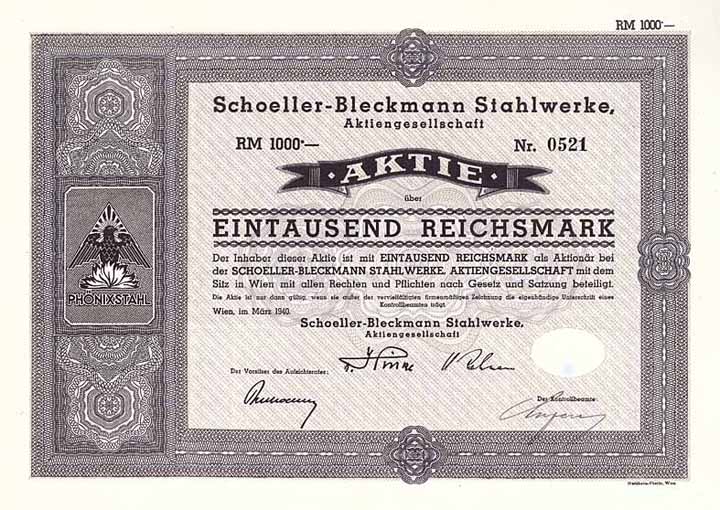 RM 1000·—
Schoeller-Bleckmann Stahlwerke,
Aktiengesellschaft
RM 1000·— Nr. 0521
·AKTIE·
über
EINTAUSEND REICHSMARK
Der Inhaber dieser Aktie ist mit EINTAUSEND REICHSMARK als Aktionär bei
der SCHOELLER-BLECKMANN STAHLWERKE, AKTIENGESELLSCHAFT mit dem
Sitz in Wien mit allen Rechten und Pflichten nach Gesetz und Satzung beteiligt.
Die Aktie ist nur dann gültig, wenn sie außer der vervielfältigten firmenmäßigen Zeichnung die eigenhändige Unterschrift eines
Kontrollbeamten trägt.
Wien, im März 1940.
Schoeller-Bleckmann Stahlwerke,
Aktiengesellschaft
Der Vorsitzer des Aufsichtsrates:
Der Kontrollbeamte:
PHÖNIXSTAHL